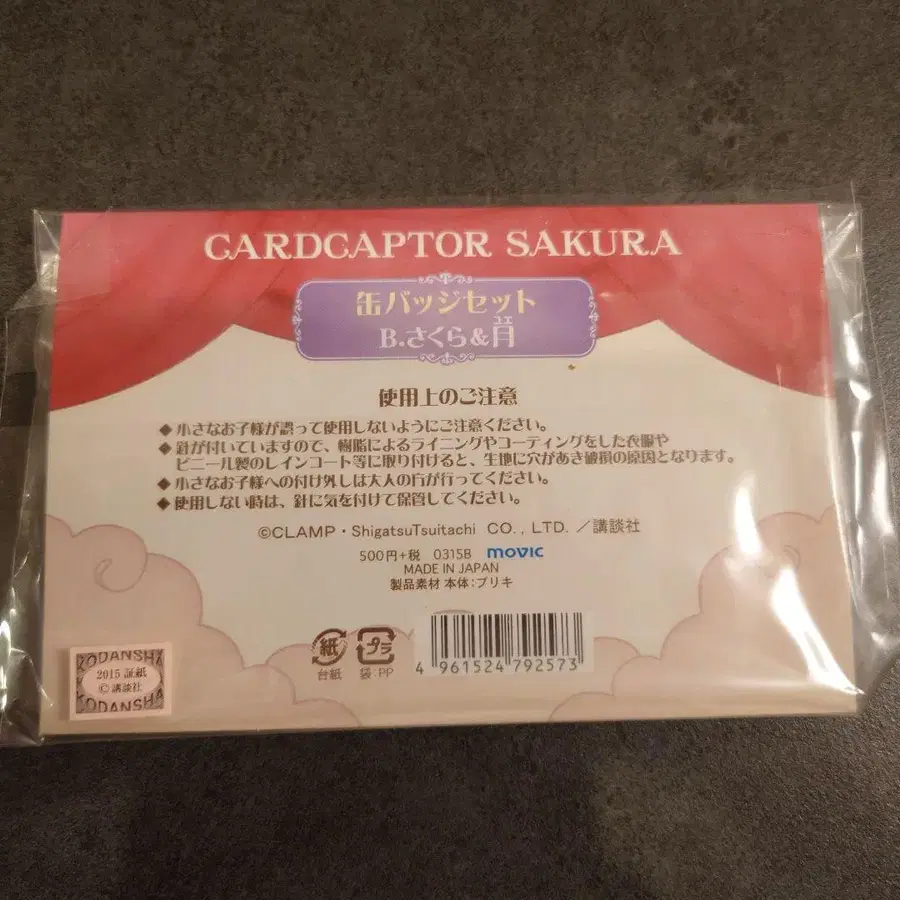 CARDCAPTOR SAKURA
缶バッジセット
B.さくら&月
ユエ
使用上のご注意
◆小さなお子様が誤って使用しないようにご注意ください。
◆針が付いていますので、樹脂によるライニングやコーティングをした衣服や
ビニール製のレインコート等に取り付けると、生地に穴があき破損の原因となります。
◆小さなお子様への付け外しは大人の方が行ってください。
◆使用しない時は、針に気を付けて保管してください。
©CLAMP・ShigatsuTsuitachi CO., LTD. ／講談社
500円+税 0315B movic
MADE IN JAPAN
製品素材 本体:ブリキ
紙 プラ
台紙 袋:PP
4 961524 792573
KODANSHA
2015 証紙
©講談社
KODANSHA